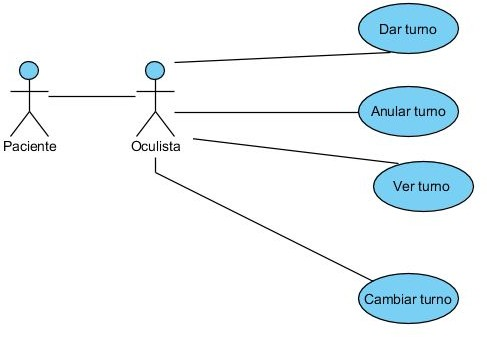 Dar turno
Anular turno
Paciente
Oculista
Ver turno
Cambiar turno